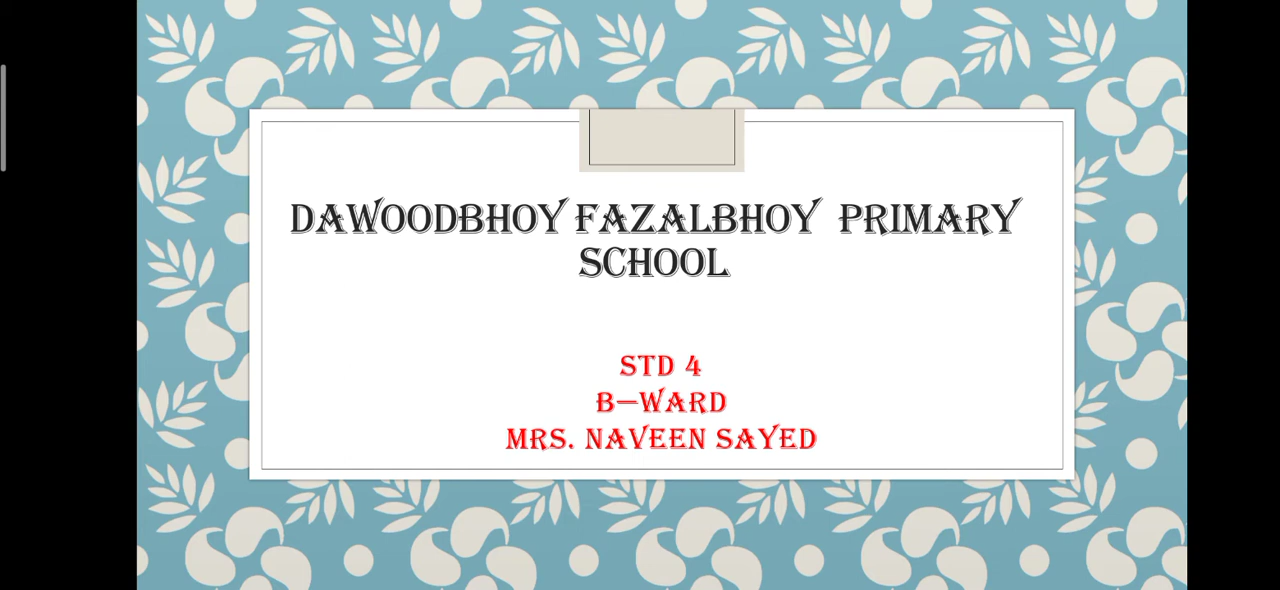 DAWOODBHOY FAZALBHOY PRIMARY
SCHOOL
STD 4
B—WARD
MRS. NAVEEN SAYED